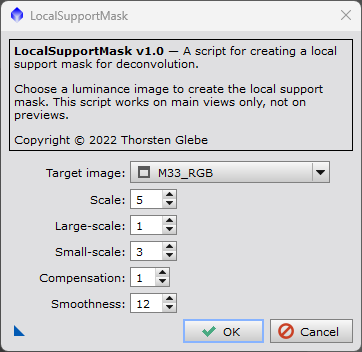 LocalSupportMask
LocalSupportMask v1.0 — A script for creating a local
support mask for deconvolution.
Choose a luminance image to create the local support
mask. This script works on main views only, not on
previews.
Copyright © 2022 Thorsten Glebe
Target image: M33_RGB
Scale: 5
Large-scale: 1
Small-scale: 3
Compensation: 1
Smoothness: 12
OK Cancel